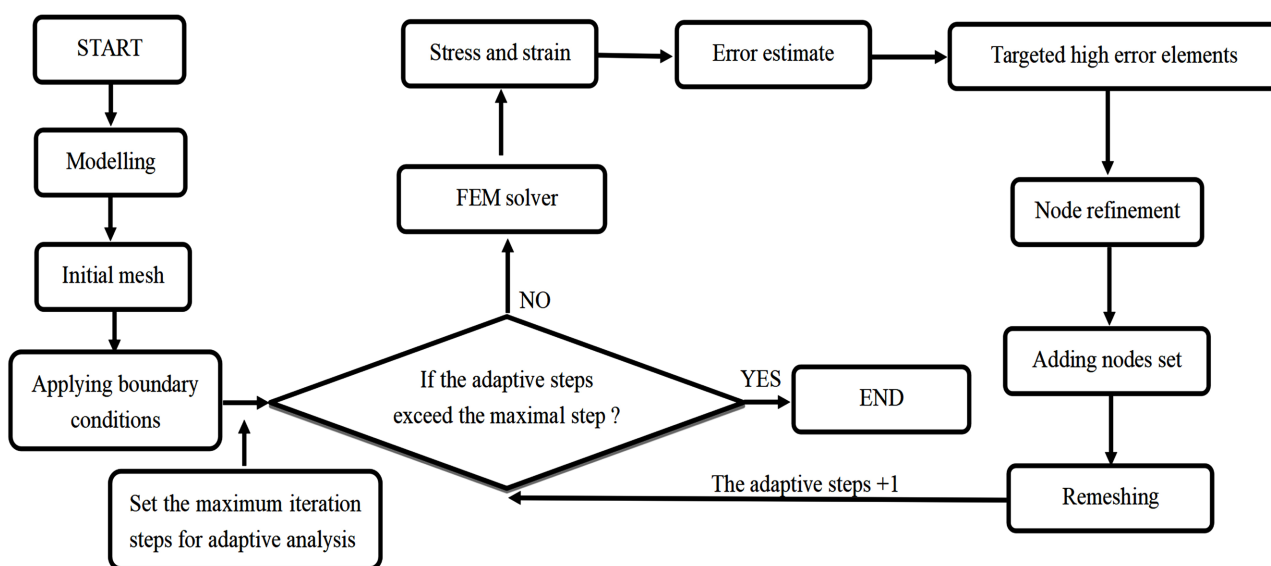 START
Modelling
Initial mesh
Applying boundary
conditions
Set the maximum iteration
steps for adaptive analysis
If the adaptive steps
exceed the maximal step ?
YES
END
NO
FEM solver
Stress and strain
Error estimate
Targeted high error elements
Node refinement
Adding nodes set
Remeshing
The adaptive steps +1